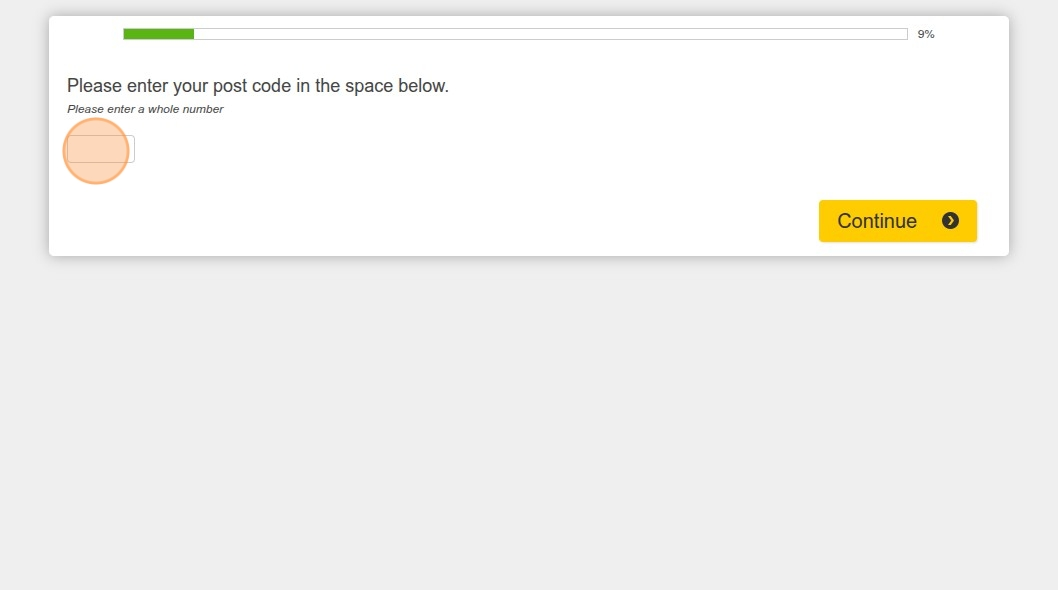 9%
Please enter your post code in the space below.
Please enter a whole number
Continue